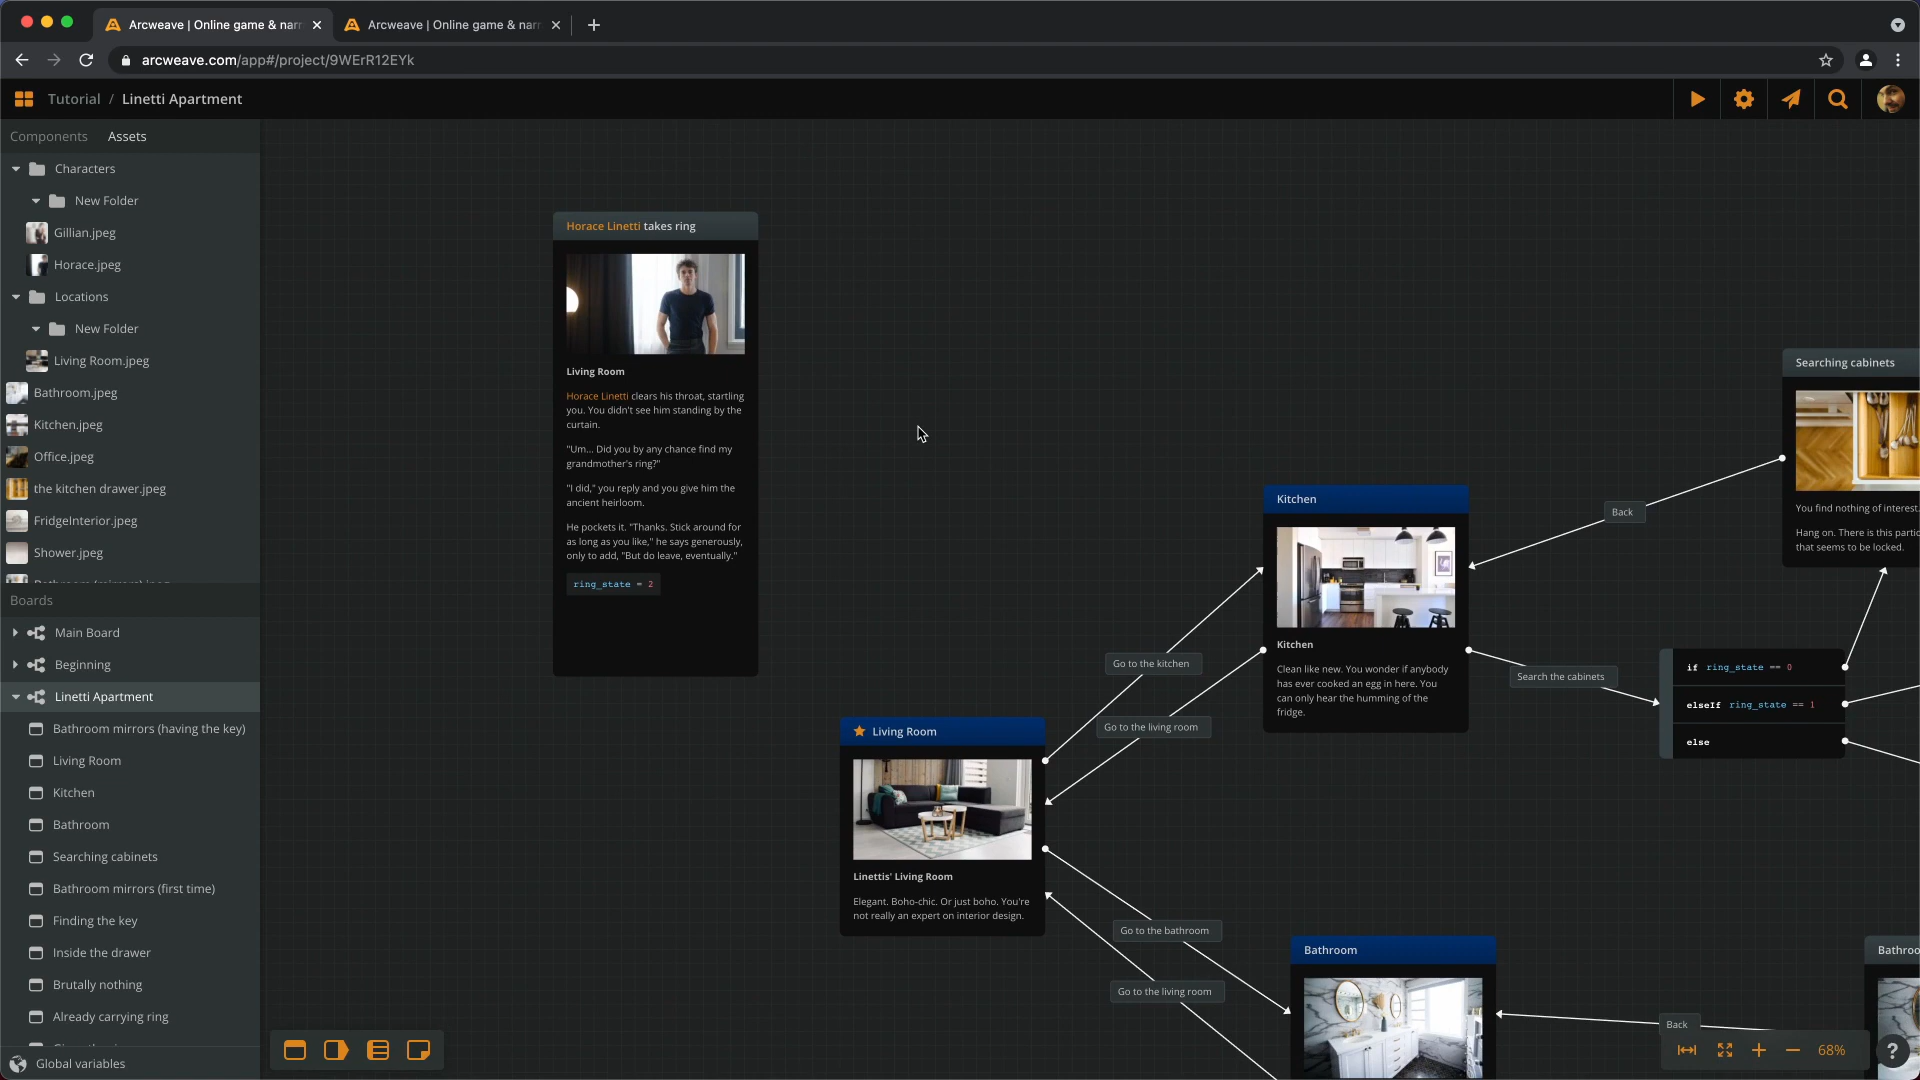 Arcweave | Online game & narr
Arcweave | Online game & narr
arcweave.com/app#/project/9WErR12EYk
Tutorial / Linetti Apartment
Components Assets
Characters
New Folder
Gillian.jpeg
Horace.jpeg
Locations
New Folder
Living Room.jpeg
Bathroom.jpeg
Kitchen.jpeg
Office.jpeg
the kitchen drawer.jpeg
FridgeInterior.jpeg
Shower.jpeg
Boards
Main Board
Beginning
Linetti Apartment
Bathroom mirrors (having the key)
Living Room
Kitchen
Bathroom
Searching cabinets
Bathroom mirrors (first time)
Finding the key
Inside the drawer
Brutally nothing
Already carrying ring
Global variables
Horace Linetti takes ring
Living Room
Horace Linetti clears his throat, startling
you. You didn't see him standing by the
curtain.
"Um... Did you by any chance find my
grandmother's ring?"
"I did," you reply and you give him the
ancient heirloom.
He pockets it. "Thanks. Stick around for
as long as you like," he says generously,
only to add, "But do leave, eventually."
ring_state = 2
Living Room
Linettis' Living Room
Elegant. Boho-chic. Or just boho. You're
not really an expert on interior design.
Go to the kitchen
Go to the living room
Go to the bathroom
Go to the living room
Kitchen
Kitchen
Clean like new. You wonder if anybody
has ever cooked an egg in here. You
can only hear the humming of the
fridge.
Back
Search the cabinets
Searching cabinets
You find nothing of interest.
Hang on. There is this partic
that seems to be locked.
if ring_state == 0
elseIf ring_state == 1
else
Bathroom
Back
Bathroo
68%
?